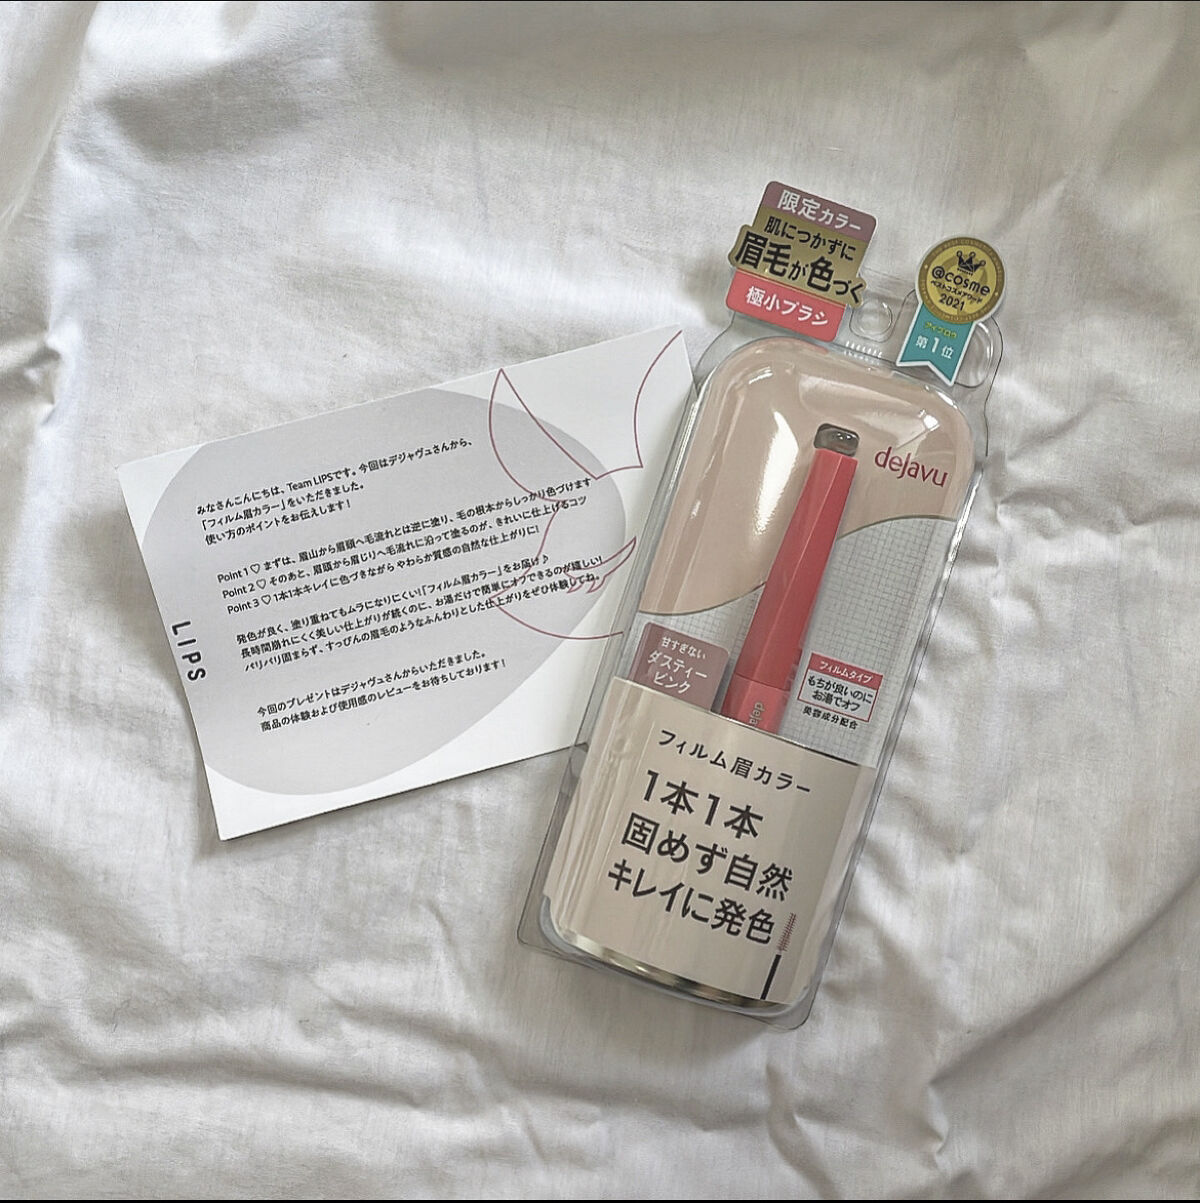 みなさんこんにちは、Team LIPSです。今回はデジャヴュさんから、
「フィルム眉カラー」をいただきました。
使い方のポイントをお伝えします!
Point 1♡ まずは、眉山から眉頭へ毛流れとは逆に塗り、毛の根本からしっかり色づけます
Point 2♡ そのあと、眉頭から眉じりへ毛流れに沿って塗るのが、きれいに仕上げるコツ
Point 3♡ 1本1本キレイに色づきながら やわらか質感の自然な仕上がりに!
発色が良く、塗り重ねてもムラになりにくい!「フィルム眉カラー」をお届け♪
長時間崩れにくく美しい仕上がりが続くのに、お湯だけで簡単にオフできるのが嬉しい!
パリパリ固まらず、すっぴんの眉毛のようなふんわりとした仕上がりをぜひ体験してね。
今回のプレゼントはデジャヴュさんからいただきました。
商品の体験および使用感のレビューをお待ちしております!
LIPS
限定カラー
肌につかずに
眉毛が色づく
極小ブラシ
@cosme
ベストコスメアワード
2021
アイブロウ
第1位
dejavu
甘すぎない
ダスティー
ピンク
フィルムタイプ
もちが良いのに
お湯でオフ
美容成分配合
deja
フィルム眉カラー
1本1本
固めず自然
キレイに発色